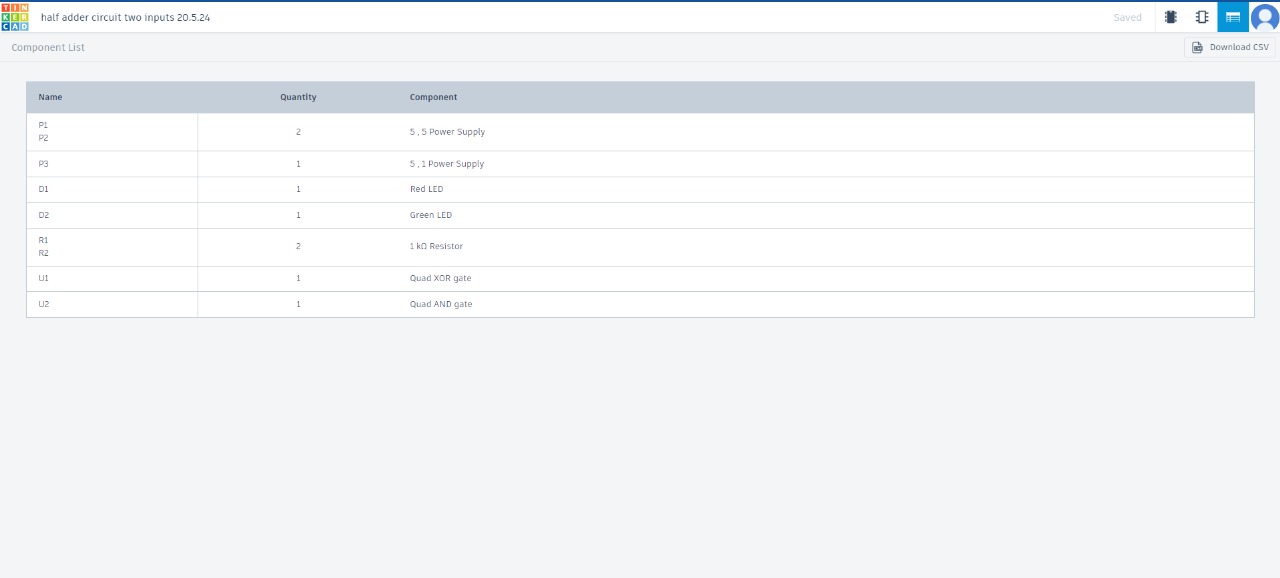 TIN
KER
CAD
half adder circuit two inputs 20.5.24
Saved
Component List
Download CSV
Name Quantity Component
P1
P2
2 5 , 5 Power Supply
P3 1 5 , 1 Power Supply
D1 1 Red LED
D2 1 Green LED
R1
R2
2 1 kΩ Resistor
U1 1 Quad XOR gate
U2 1 Quad AND gate